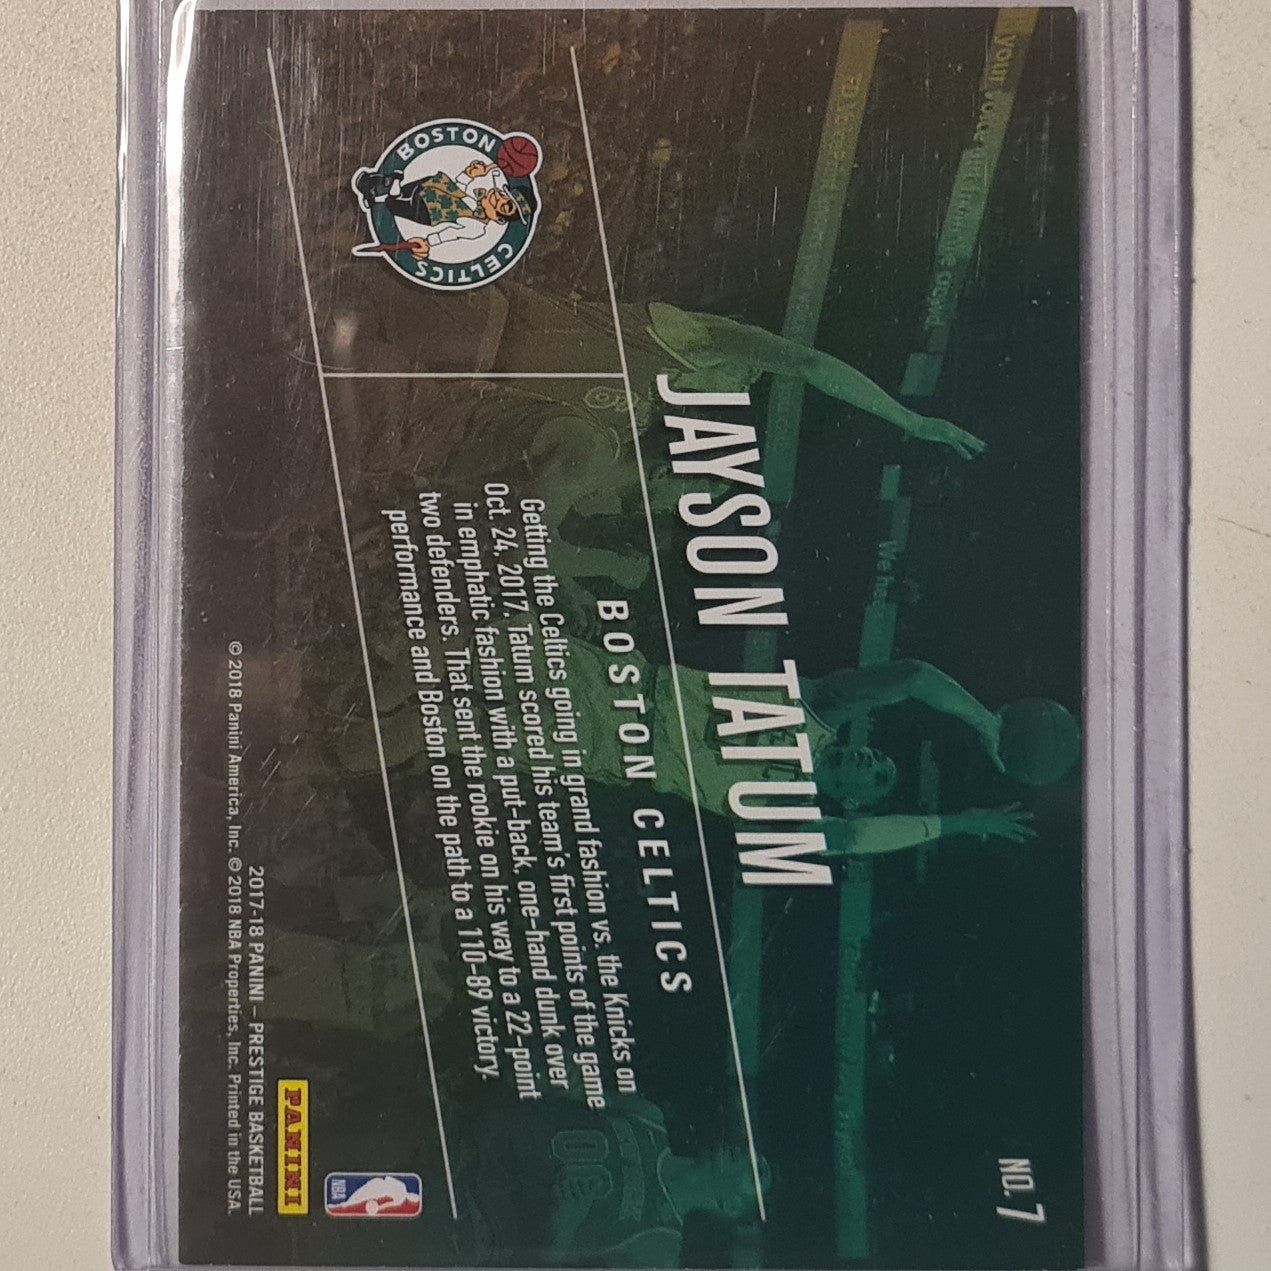 NO. 7
JAYSON TATUM
BOSTON CELTICS
Getting the Celtics going in grand fashion vs. the Knicks on
Oct. 24, 2017, Tatum scored his team's first points of the game
in emphatic fashion with a put-back, one-hand dunk over
two defenders. That sent the rookie on his way to a 22-point
performance and Boston on the path to a 110-89 victory.
BOSTON
CELTICS
2017-18 PANINI – PRESTIGE BASKETBALL
© 2018 Panini America, Inc. © 2018 NBA Properties, Inc. Printed in the USA.
PANINI
NBA